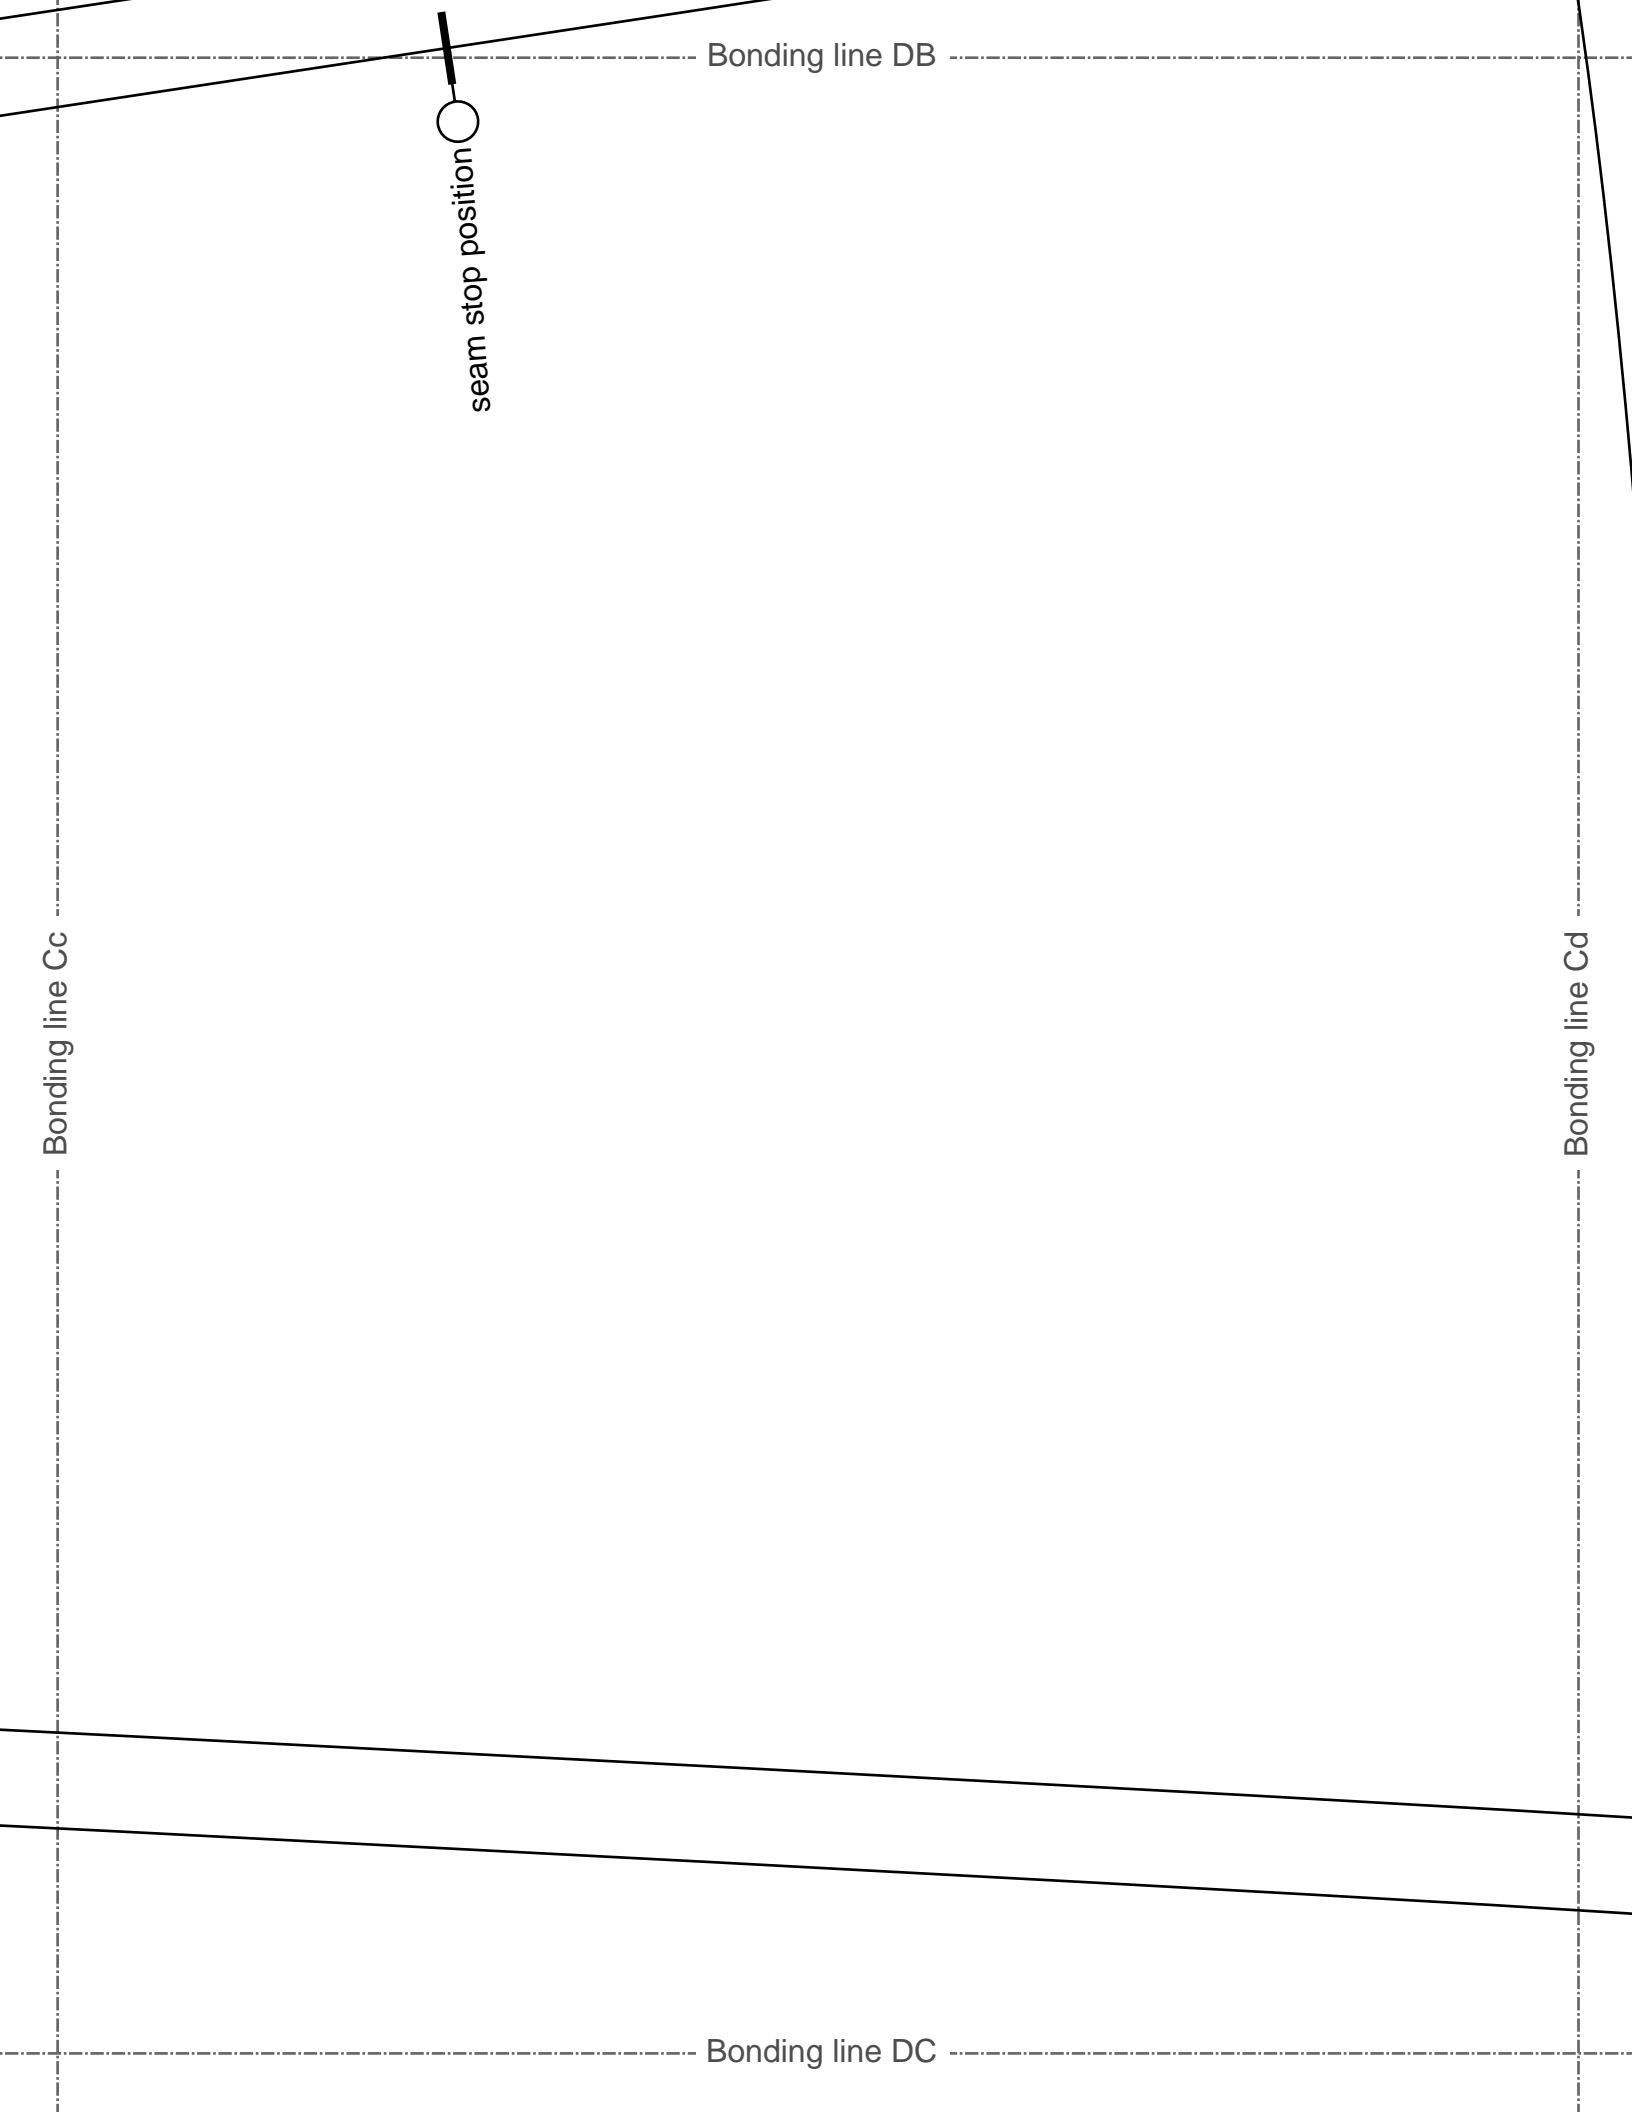 Bonding line DB
seam stop position
Bonding line Cc
Bonding line Cd
Bonding line DC